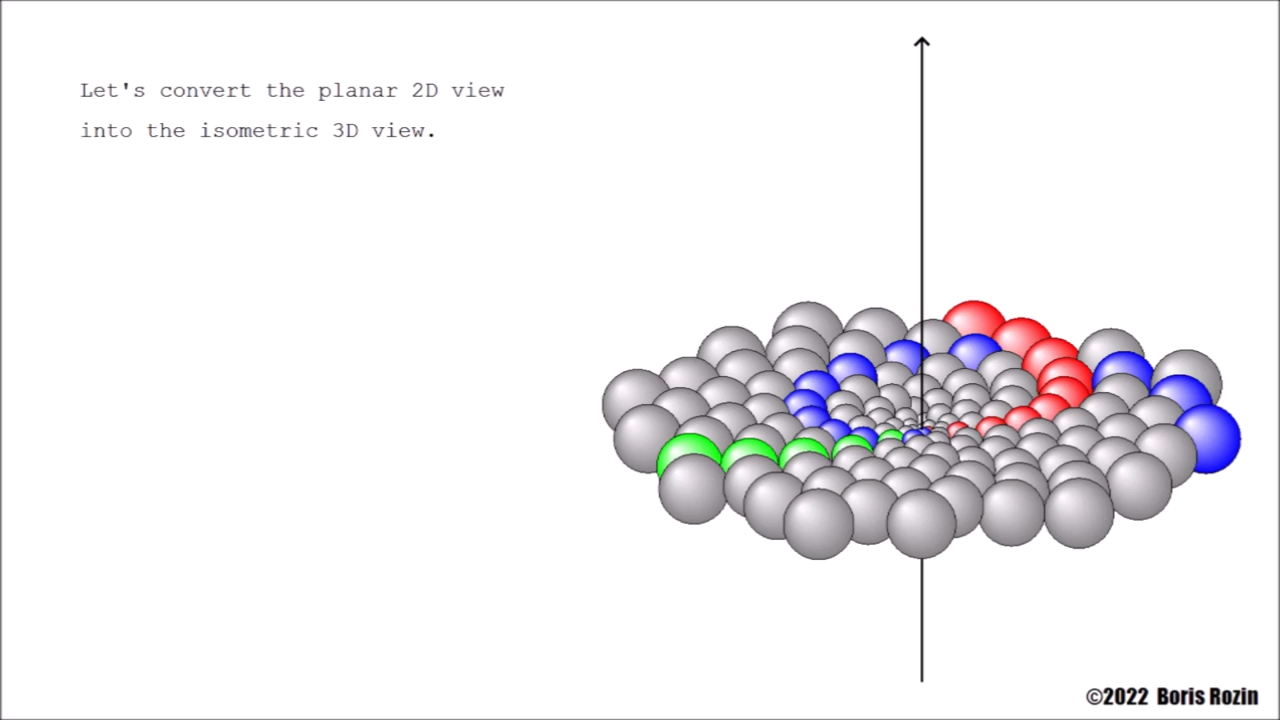 Let's convert the planar 2D view
into the isometric 3D view.
©2022 Boris Rozin